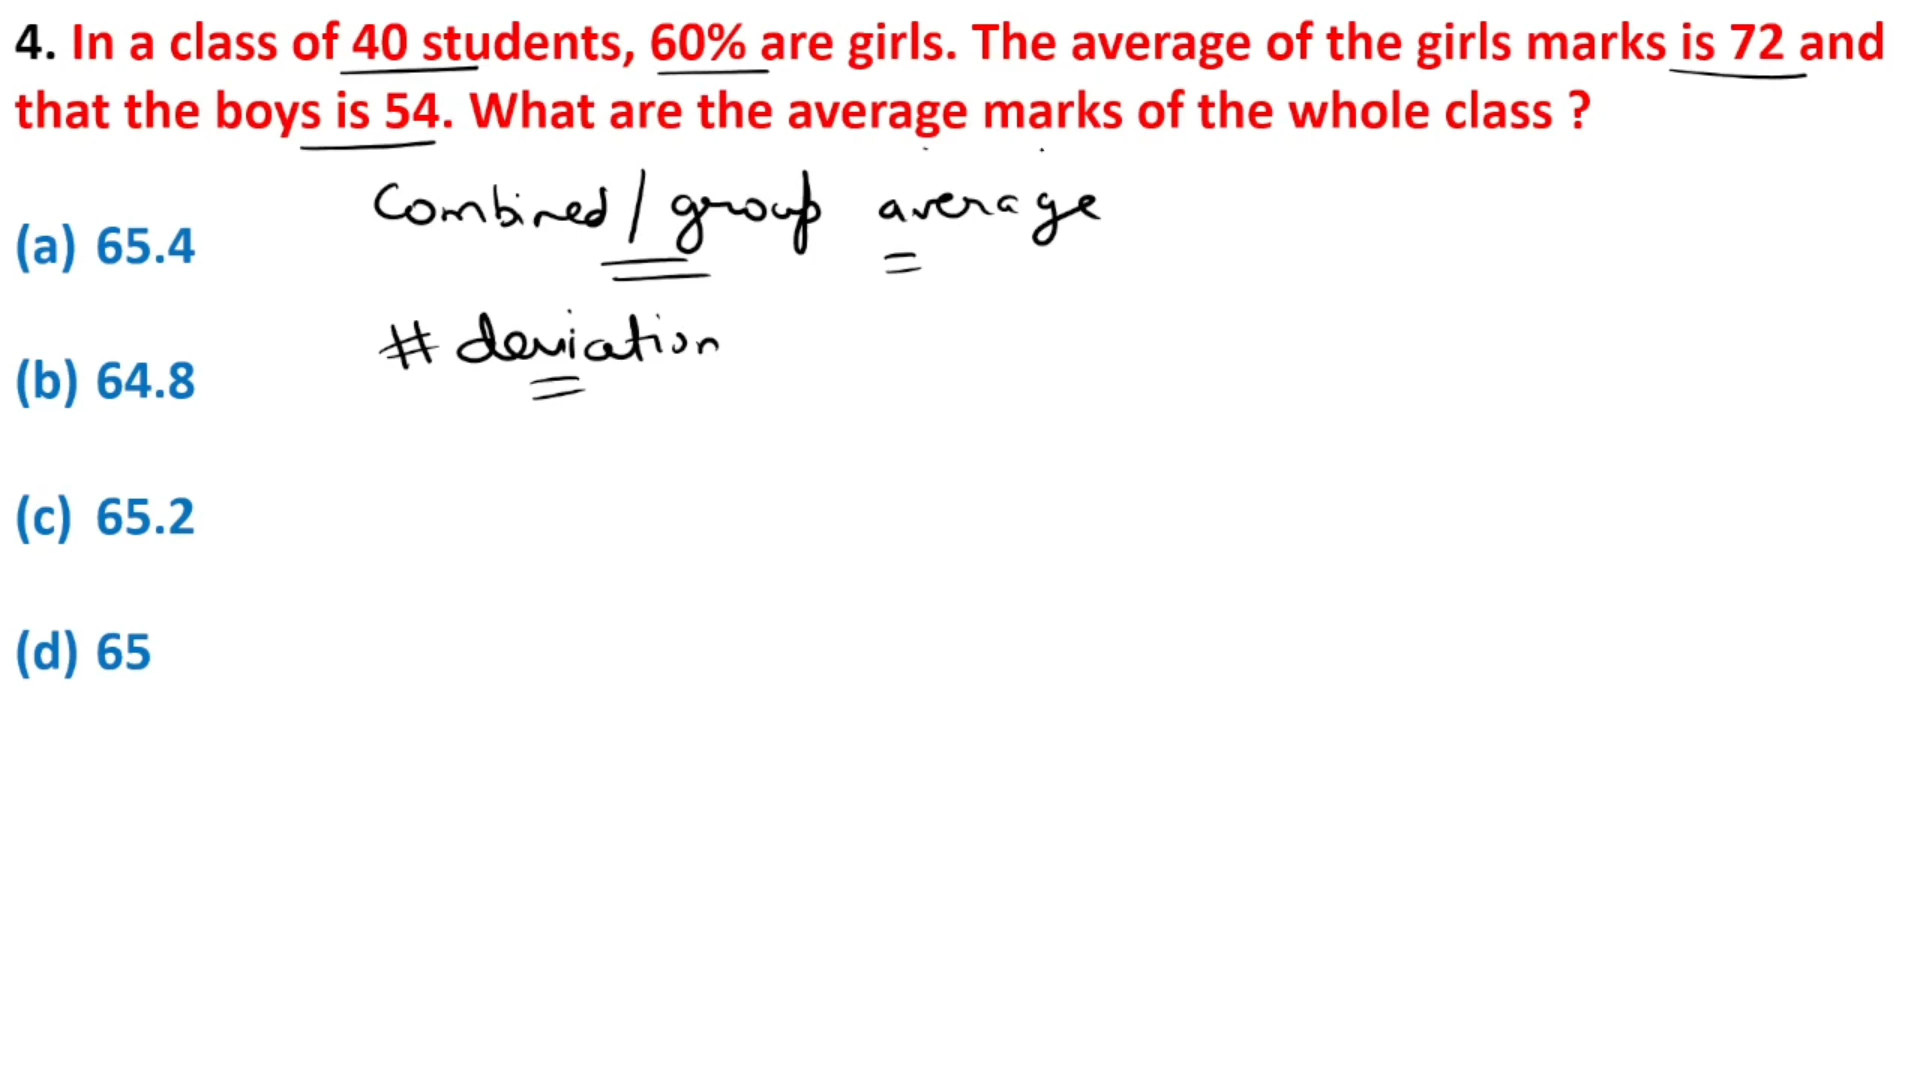 4. In a class of 40 students, 60% are girls. The average of the girls marks is 72 and
that the boys is 54. What are the average marks of the whole class ?
Combined / group average
(a) 65.4
# deviation
(b) 64.8
(c) 65.2
(d) 65